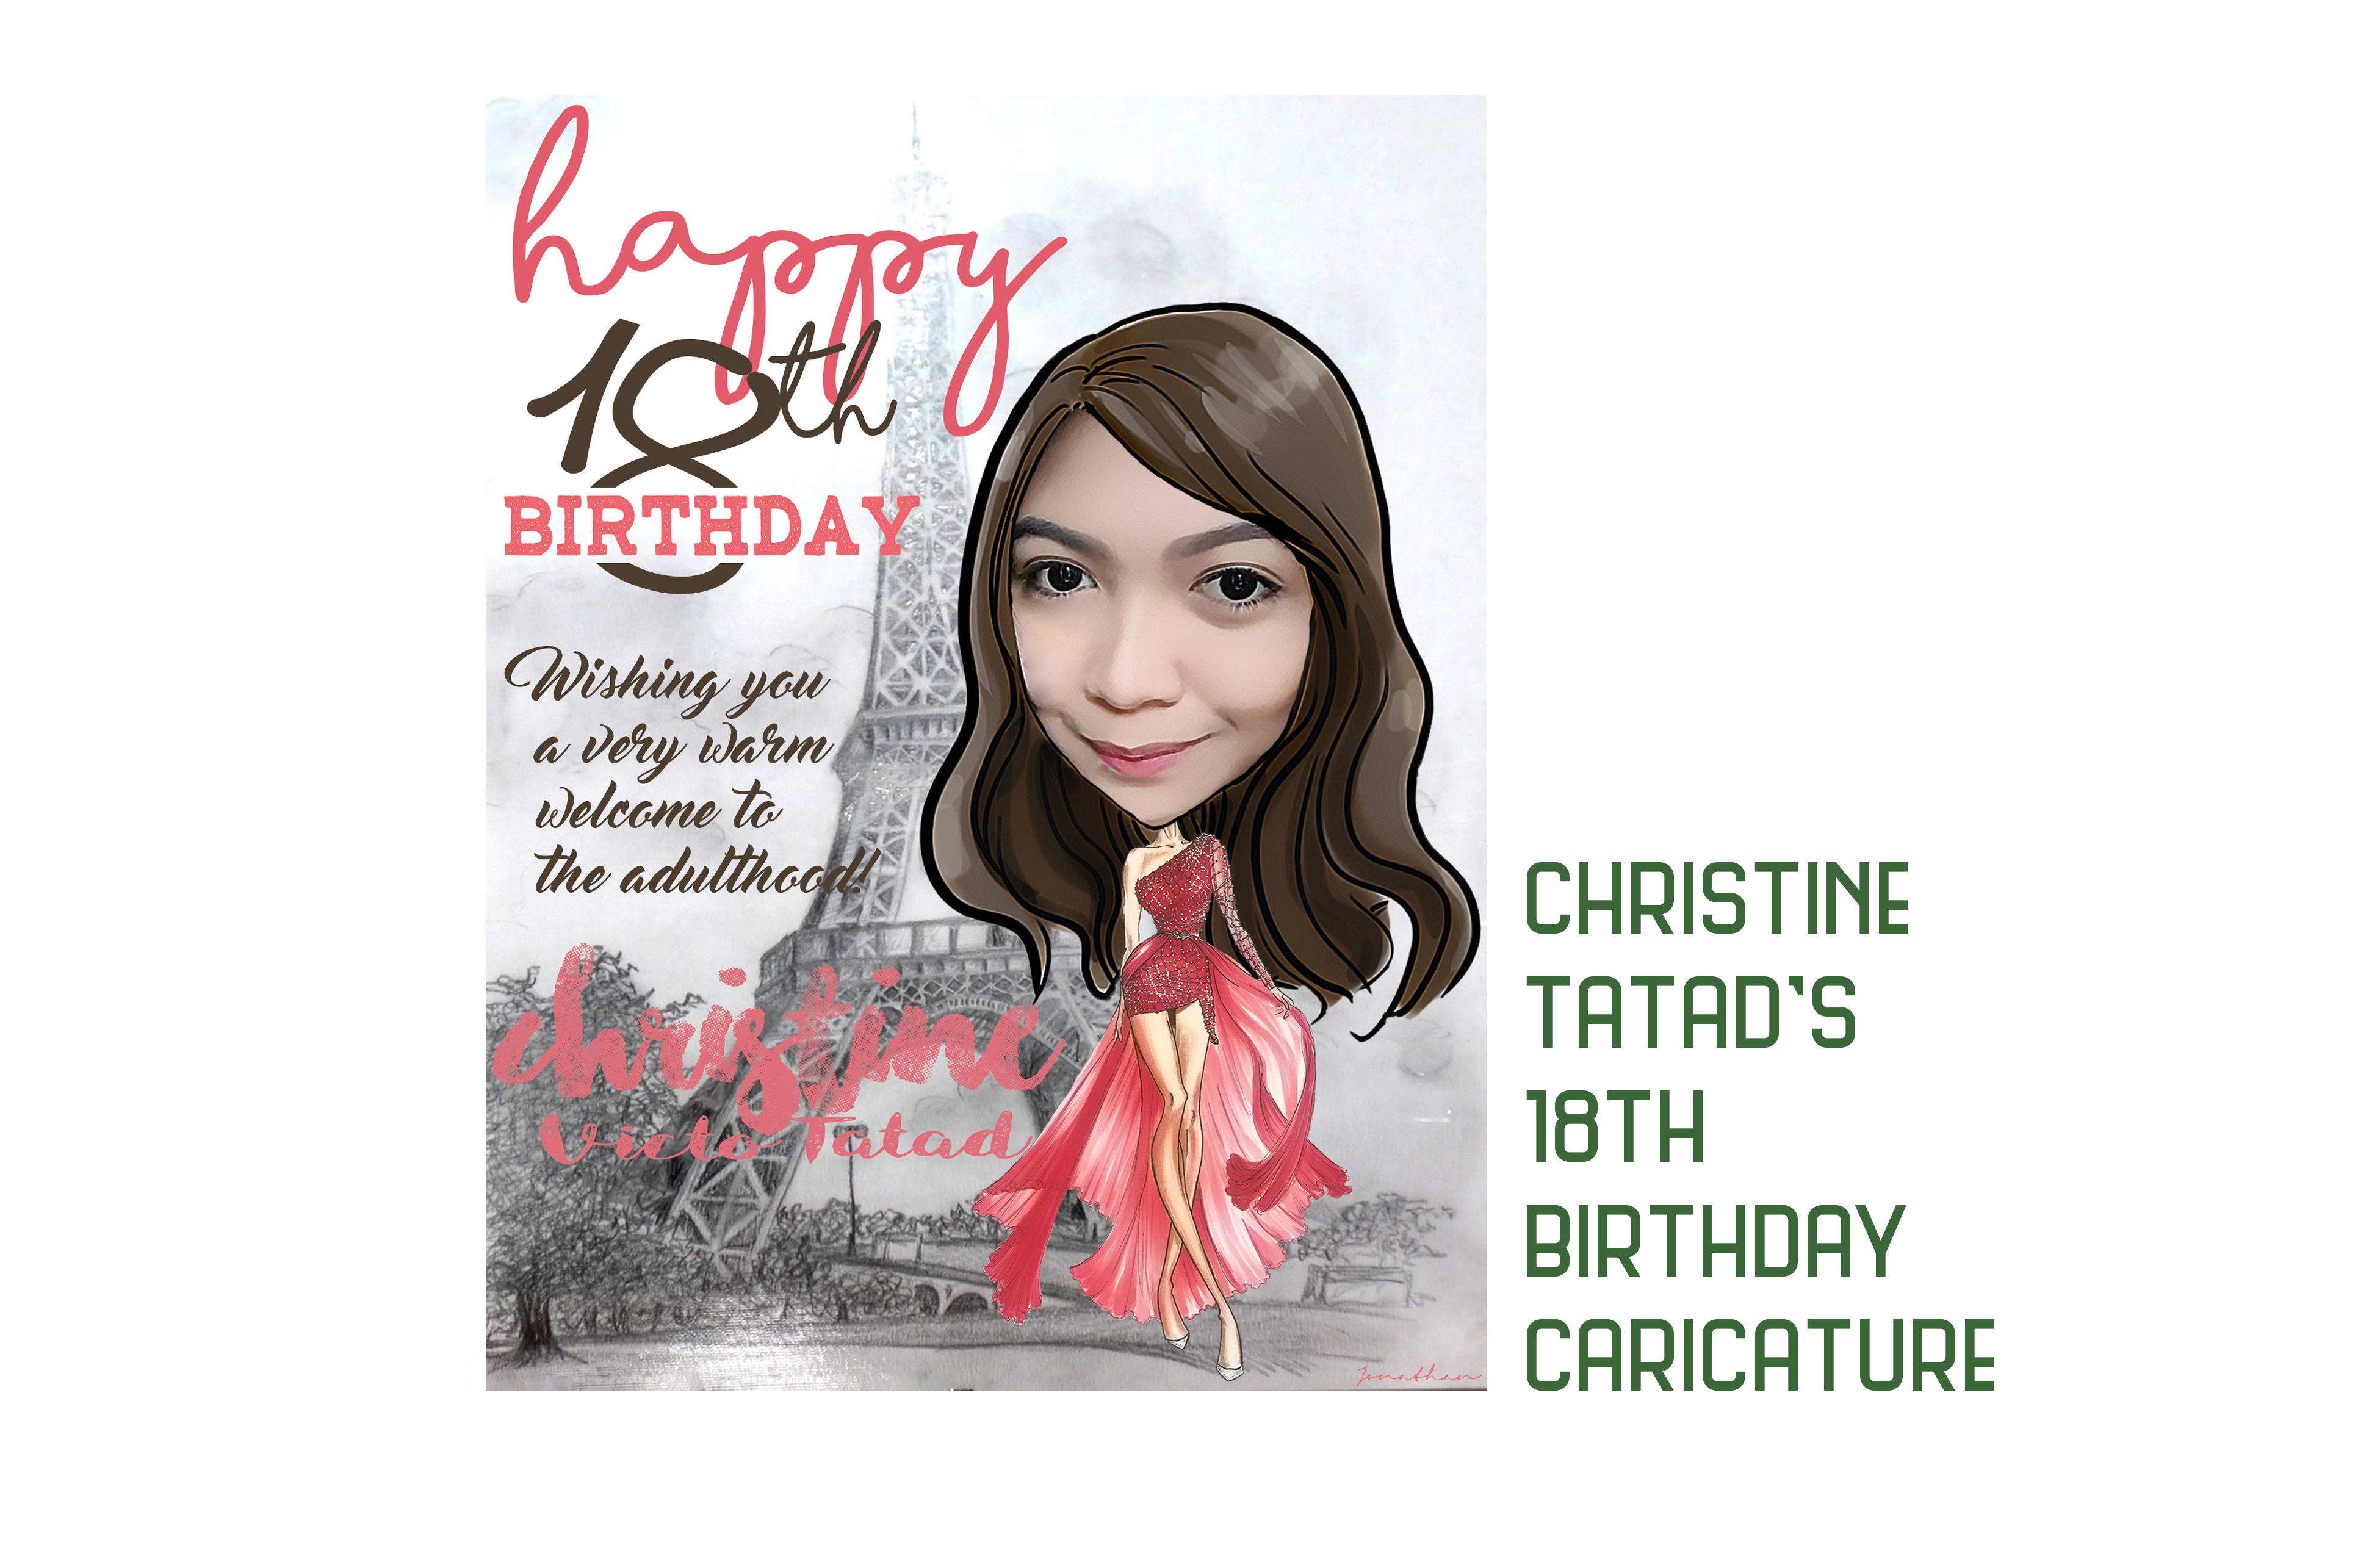 happy
18th
BIRTHDAY
Wishing you
a very warm
welcome to
the adulthood!
christine
Victo Tatad
Jonathan
CHRISTINE
TATAD'S
18TH
BIRTHDAY
CARICATURE